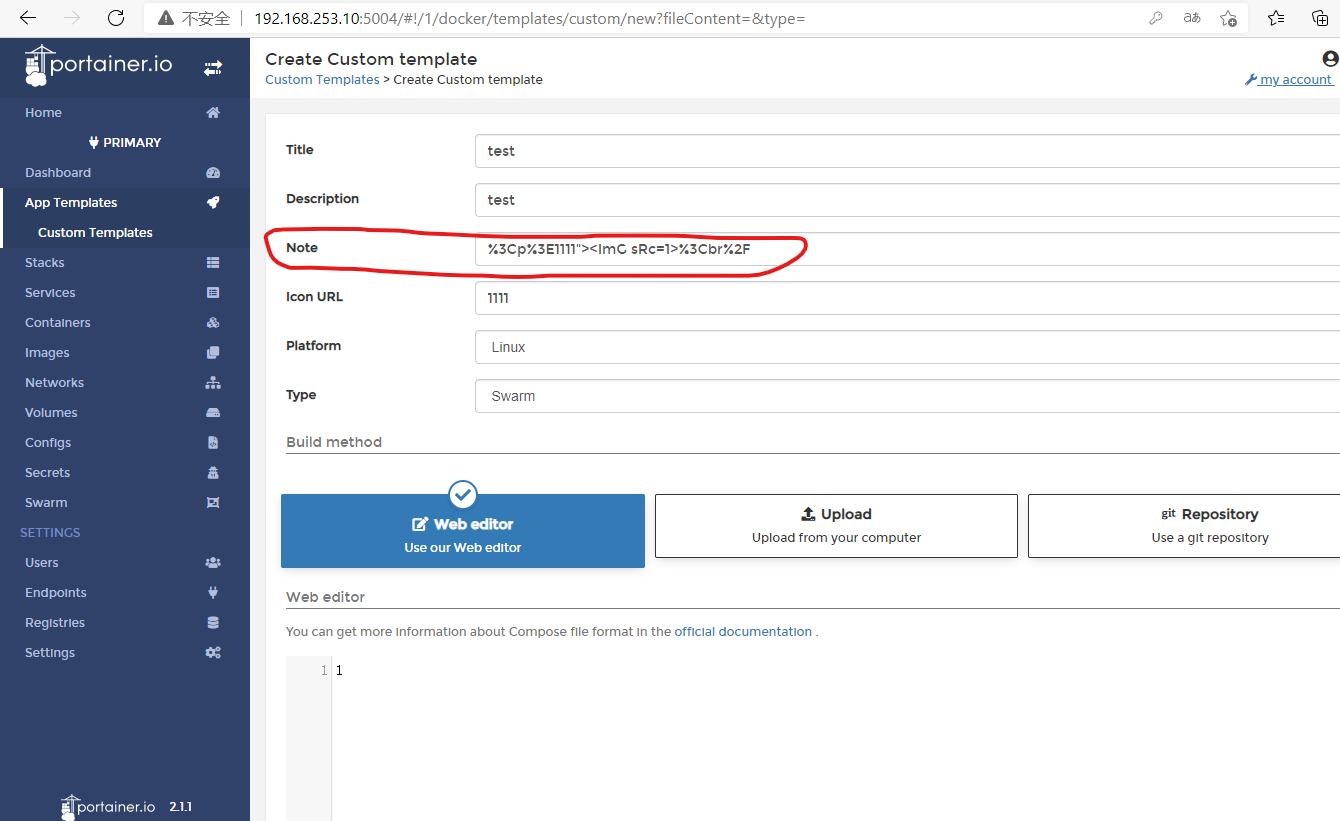 不安全 192.168.253.10:5004/#!/1/docker/templates/custom/new?fileContent=&type= aあ
portainer.io
Create Custom template
Custom Templates > Create Custom template
my account
Home
PRIMARY
Dashboard
App Templates
Custom Templates
Stacks
Services
Containers
Images
Networks
Volumes
Configs
Secrets
Swarm
SETTINGS
Users
Endpoints
Registries
Settings
portainer.io 2.1.1
Title test
Description test
Note %3Cp%3E1111"><ImG sRc=1>%3Cbr%2F
Icon URL 1111
Platform Linux
Type Swarm
Build method
Web editor
Use our Web editor
Upload
Upload from your computer
git Repository
Use a git repository
Web editor
You can get more information about Compose file format in the official documentation .
1 1